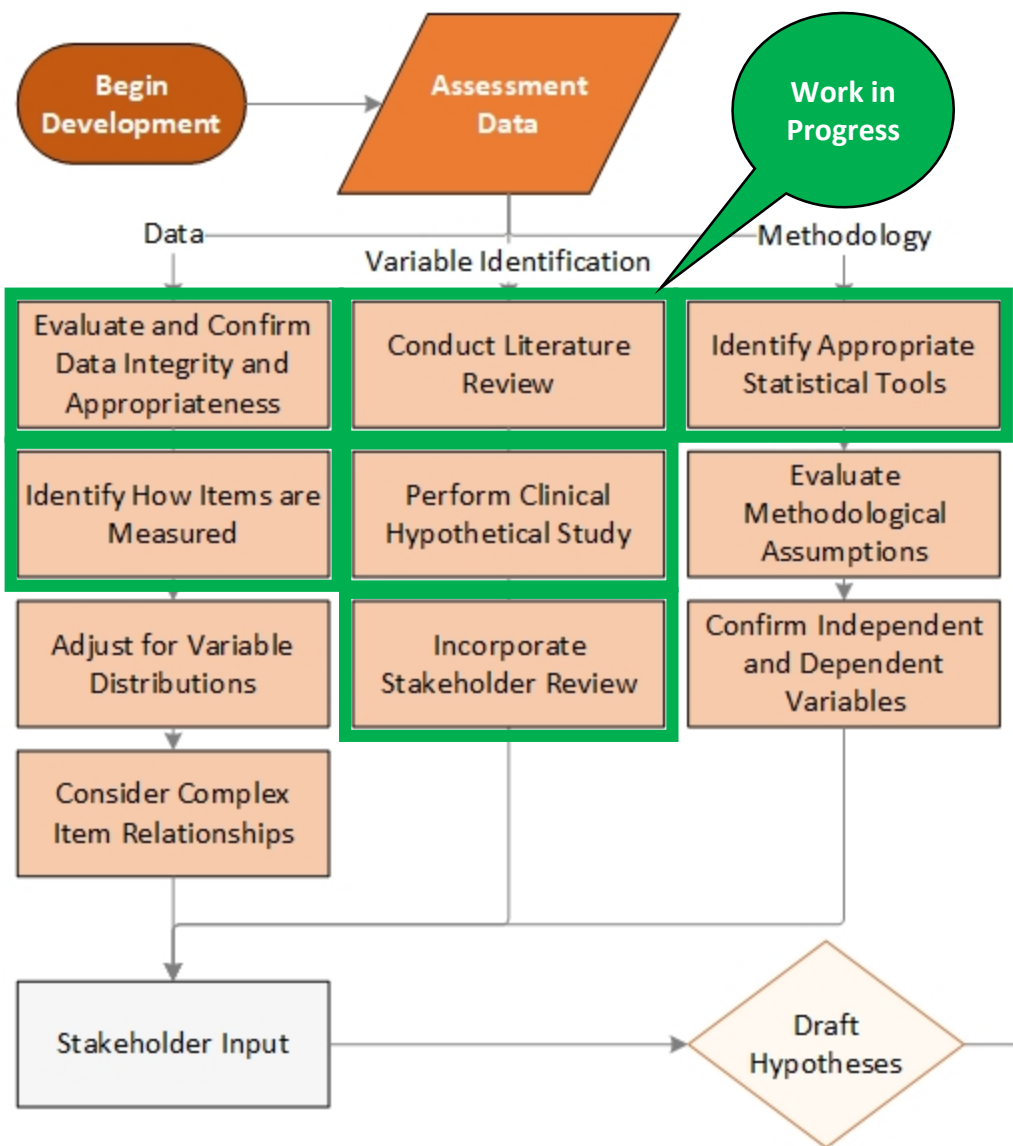 Begin
Development
Assessment
Data
Work in
Progress
Data
Variable Identification
Methodology
Evaluate and Confirm
Data Integrity and
Appropriateness
Conduct Literature
Review
Identify Appropriate
Statistical Tools
Identify How Items are
Measured
Perform Clinical
Hypothetical Study
Evaluate
Methodological
Assumptions
Adjust for Variable
Distributions
Incorporate
Stakeholder Review
Confirm Independent
and Dependent
Variables
Consider Complex
Item Relationships
Stakeholder Input
Draft
Hypotheses